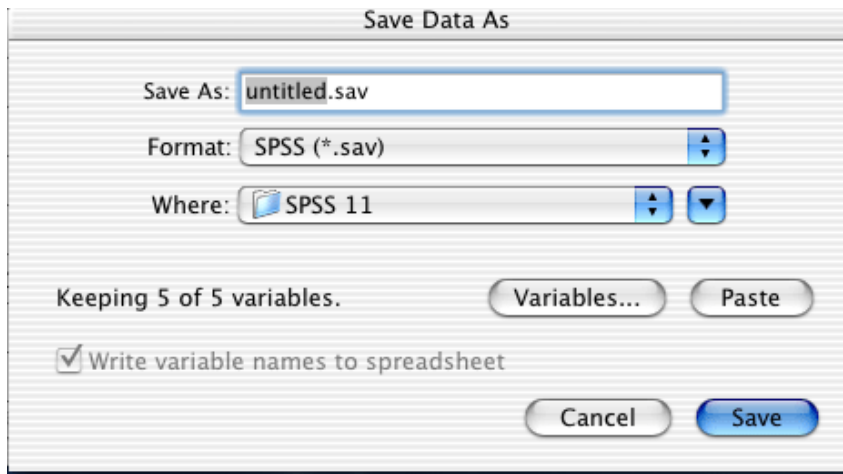 Save Data As
Save As: untitled.sav
Format: SPSS (*.sav)
Where: SPSS 11
Keeping 5 of 5 variables. Variables... Paste
Write variable names to spreadsheet
Cancel Save